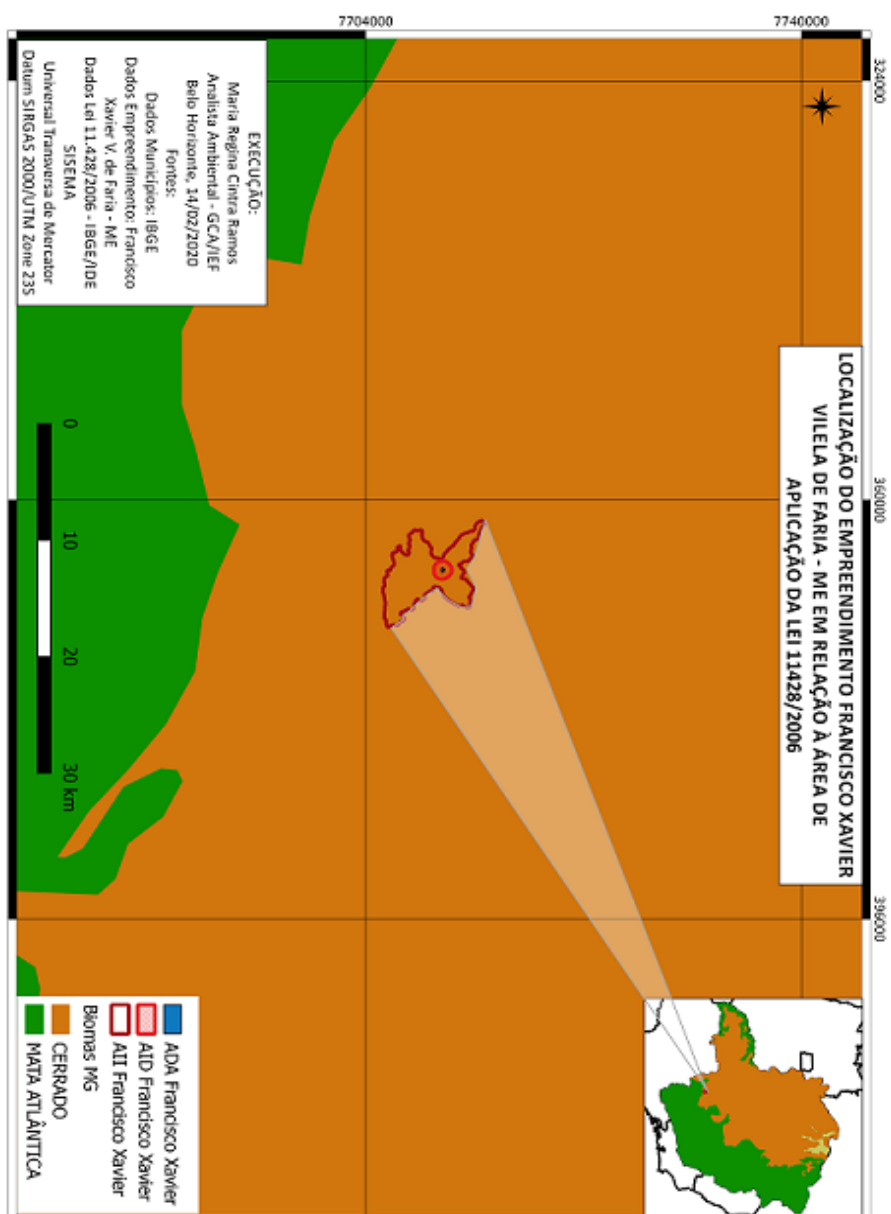 LOCALIZAÇÃO DO EMPREENDIMENTO FRANCISCO XAVIER
VILELA DE FARIA - ME EM RELAÇÃO À ÁREA DE
APLICAÇÃO DA LEI 11428/2006
324000
360000
396000
7740000
7704000
EXECUÇÃO:
Maria Regina Cintra Ramos
Analista Ambiental - GCA/IEF
Belo Horizonte, 14/02/2020
Fontes:
Dados Municípios: IBGE
Dados Empreendimento: Francisco
Xavier V. de Faria - ME
Dados Lei 11.428/2006 - IBGE/IDE
SISEMA
Universal Transversa de Mercator
Datum SIRGAS 2000/UTM Zone 23S
0
10
20
30 km
ADA Francisco Xavier
AID Francisco Xavier
AII Francisco Xavier
Biomas MG
CERRADO
MATA ATLÂNTICA